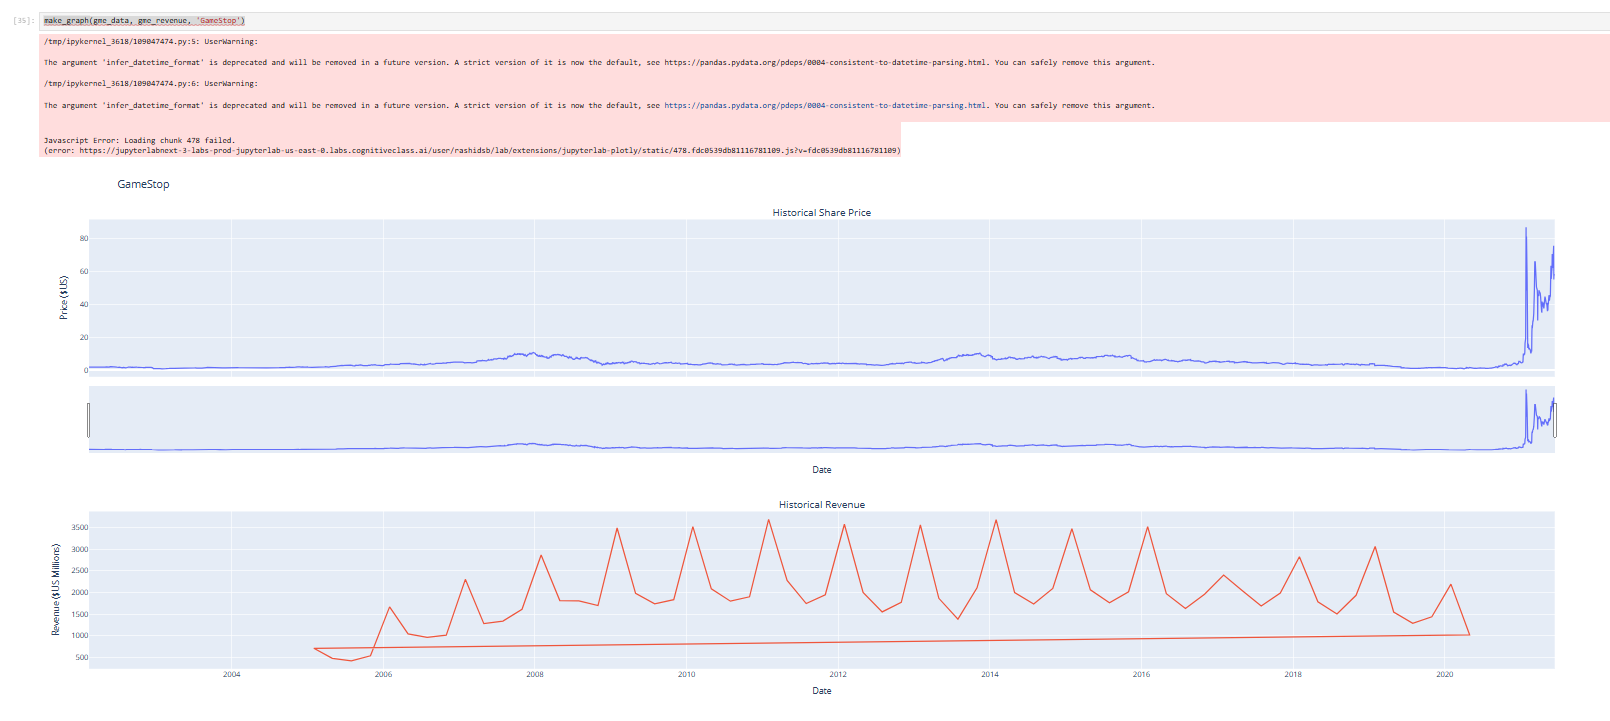 [35]:
make_graph(gme_data, gme_revenue, 'GameStop')
/tmp/ipykernel_3618/109047474.py:5: UserWarning:
The argument 'infer_datetime_format' is deprecated and will be removed in a future version. A strict version of it is now the default, see https://pandas.pydata.org/pdeps/0004-consistent-to-datetime-parsing.html. You can safely remove this argument.
/tmp/ipykernel_3618/109047474.py:6: UserWarning:
The argument 'infer_datetime_format' is deprecated and will be removed in a future version. A strict version of it is now the default, see https://pandas.pydata.org/pdeps/0004-consistent-to-datetime-parsing.html. You can safely remove this argument.
Javascript Error: Loading chunk 478 failed.
(error: https://jupyterlabnext-3-labs-prod-jupyterlab-us-east-0.labs.cognitiveclass.ai/user/rashidsb/lab/extensions/jupyterlab-plotly/static/478.fdc0539db81116781109.js?v=fdc0539db81116781109)
GameStop
Historical Share Price
Price ($US)
80
60
40
20
0
Date
Historical Revenue
Revenue ($US Millions)
3500
3000
2500
2000
1500
1000
500
2004 2006 2008 2010 2012 2014 2016 2018 2020
Date